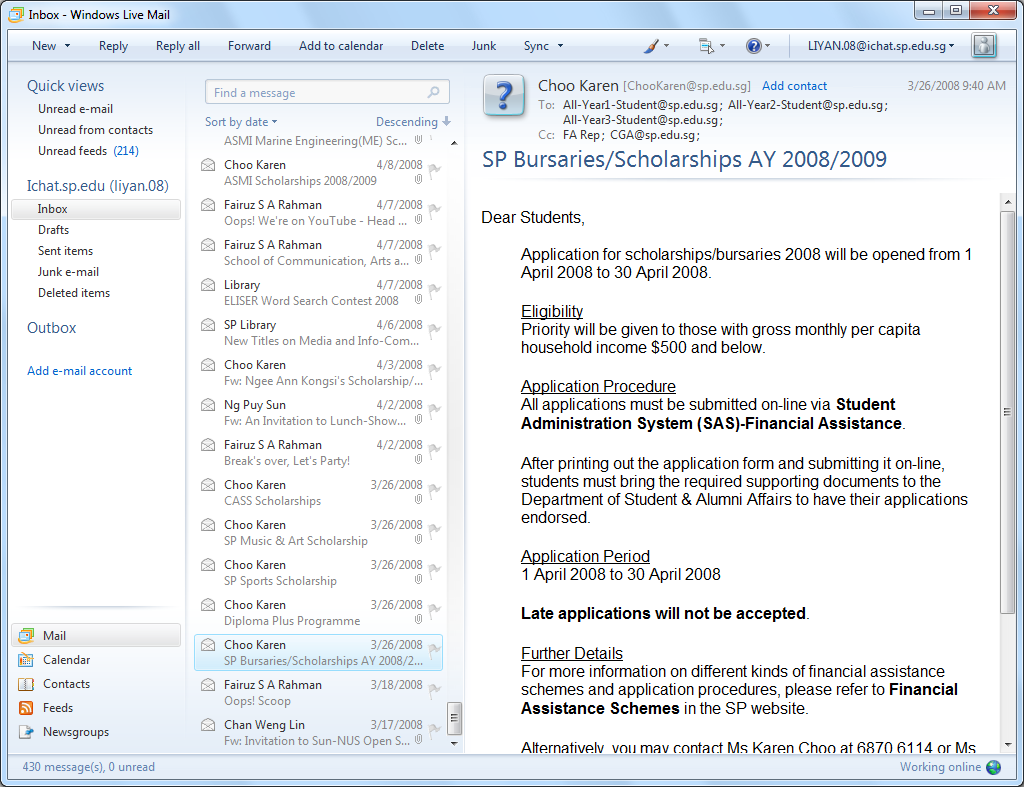 Inbox - Windows Live Mail
New Reply Reply all Forward Add to calendar Delete Junk Sync LIYAN.08@ichat.sp.edu.sg
Quick views
Unread e-mail
Unread from contacts
Unread feeds (214)
Ichat.sp.edu (liyan.08)
Inbox
Drafts
Sent items
Junk e-mail
Deleted items
Outbox
Add e-mail account
Mail
Calendar
Contacts
Feeds
Newsgroups
Find a message
Sort by date Descending
ASMI Marine Engineering(ME) Sc...
Choo Karen 4/8/2008
ASMI Scholarships 2008/2009
Fairuz S A Rahman 4/7/2008
Oops! We're on YouTube - Head ...
Fairuz S A Rahman 4/7/2008
School of Communication, Arts a...
Library 4/7/2008
ELISER Word Search Contest 2008
SP Library 4/6/2008
New Titles on Media and Info-Com...
Choo Karen 4/3/2008
Fw: Ngee Ann Kongsi's Scholarship/...
Ng Puy Sun 4/2/2008
Fw: An Invitation to Lunch-Show...
Fairuz S A Rahman 4/2/2008
Break's over, Let's Party!
Choo Karen 3/26/2008
CASS Scholarships
Choo Karen 3/26/2008
SP Music & Art Scholarship
Choo Karen 3/26/2008
SP Sports Scholarship
Choo Karen 3/26/2008
Diploma Plus Programme
Choo Karen 3/26/2008
SP Bursaries/Scholarships AY 2008/2...
Fairuz S A Rahman 3/18/2008
Oops! Scoop
Chan Weng Lin 3/17/2008
Fw: Invitation to Sun-NUS Open S...
Choo Karen [ChooKaren@sp.edu.sg] Add contact 3/26/2008 9:40 AM
To: All-Year1-Student@sp.edu.sg; All-Year2-Student@sp.edu.sg;
All-Year3-Student@sp.edu.sg;
Cc: FA Rep; CGA@sp.edu.sg;
SP Bursaries/Scholarships AY 2008/2009
Dear Students,
Application for scholarships/bursaries 2008 will be opened from 1
April 2008 to 30 April 2008.
Eligibility
Priority will be given to those with gross monthly per capita
household income $500 and below.
Application Procedure
All applications must be submitted on-line via Student
Administration System (SAS)-Financial Assistance.
After printing out the application form and submitting it on-line,
students must bring the required supporting documents to the
Department of Student & Alumni Affairs to have their applications
endorsed.
Application Period
1 April 2008 to 30 April 2008
Late applications will not be accepted.
Further Details
For more information on different kinds of financial assistance
schemes and application procedures, please refer to Financial
Assistance Schemes in the SP website.
Alternatively, you may contact Ms Karen Choo at 6870 6114 or Ms
430 message(s), 0 unread
Working online